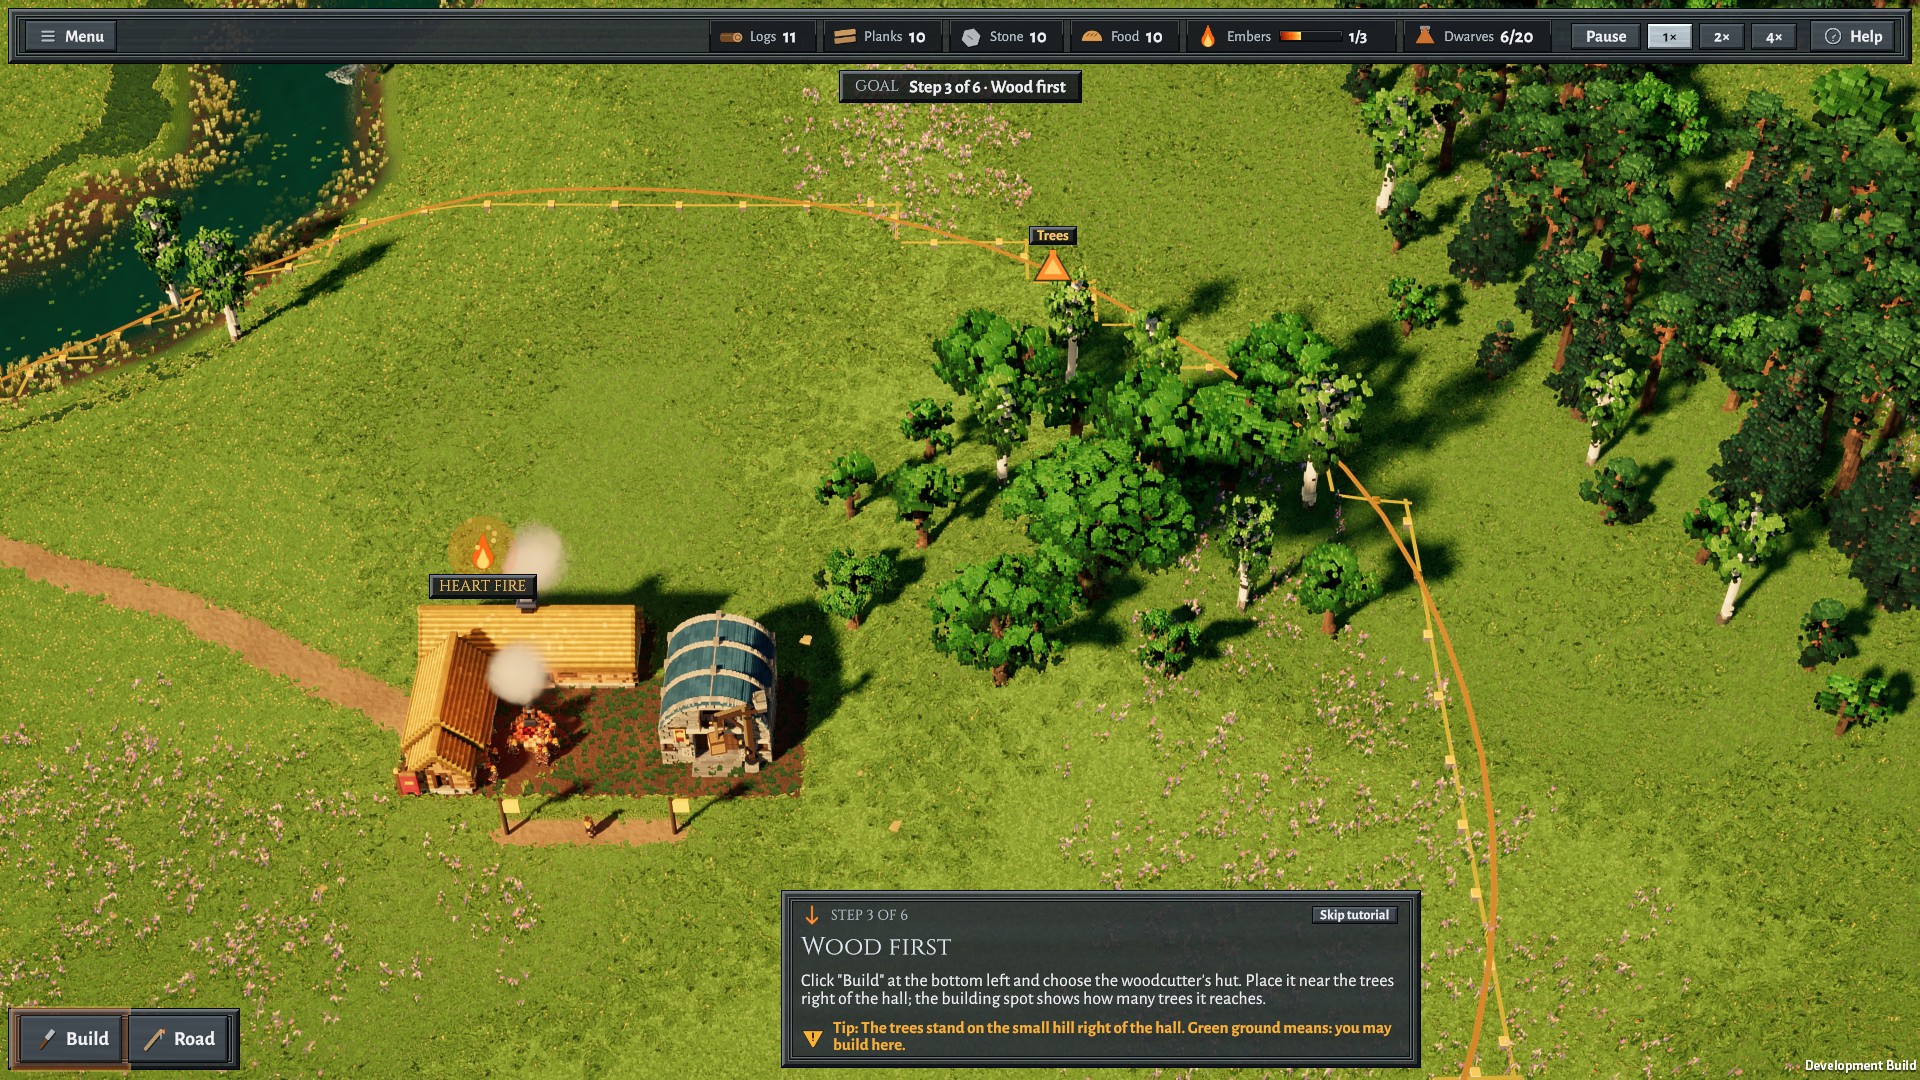 Menu
Logs 11
Planks 10
Stone 10
Food 10
Embers 1/3
Dwarves 6/20
Pause
1×
2×
4×
Help
GOAL Step 3 of 6 · Wood first
Trees
HEART FIRE
STEP 3 OF 6
Skip tutorial
WOOD FIRST
Click "Build" at the bottom left and choose the woodcutter's hut. Place it near the trees
right of the hall; the building spot shows how many trees it reaches.
Tip: The trees stand on the small hill right of the hall. Green ground means: you may
build here.
Build
Road
Development Build